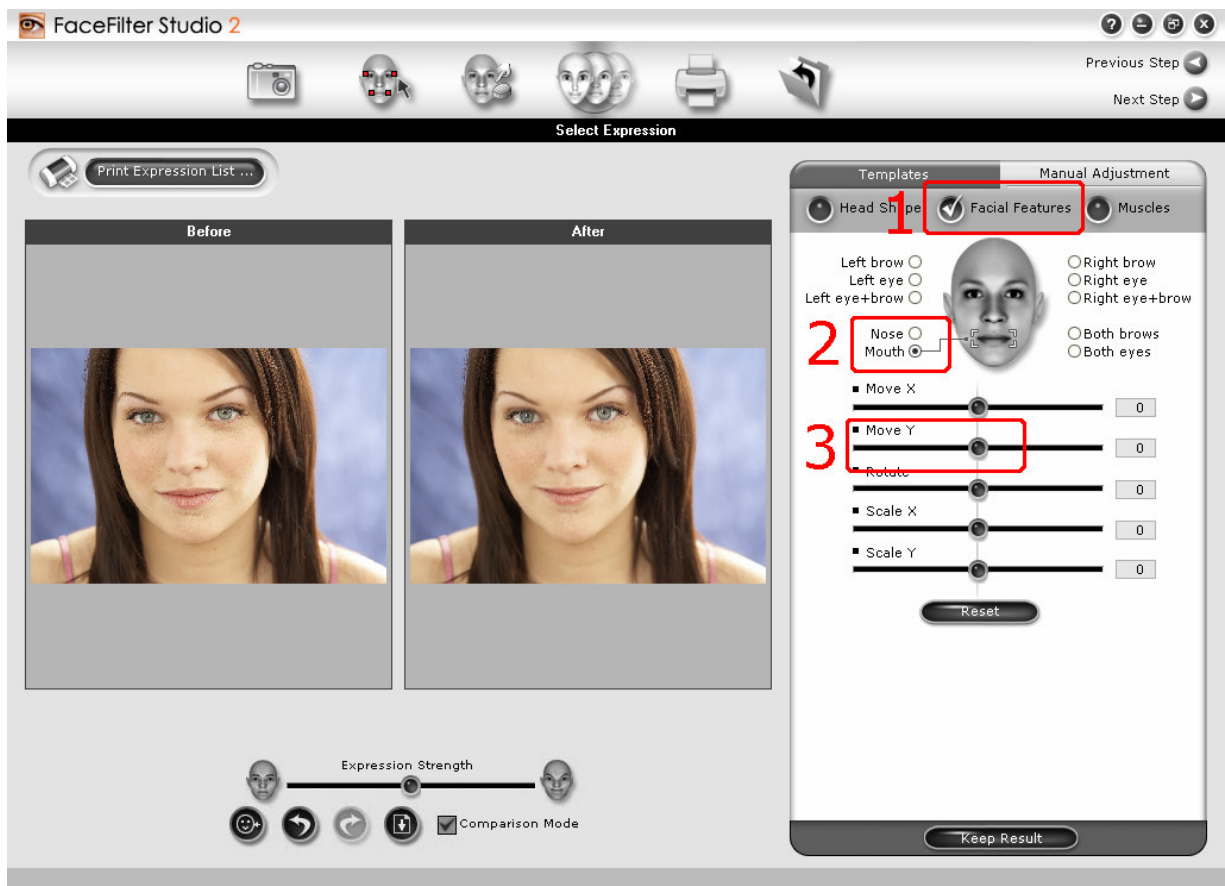 FaceFilter Studio 2
Previous Step
Next Step
Select Expression
Print Expression List ...
Templates
Manual Adjustment
1
Head Shape
Facial Features
Muscles
Before
After
Left brow
Right brow
Left eye
Right eye
Left eye+brow
Right eye+brow
2
Nose
Both brows
Mouth
Both eyes
Move X
0
3
Move Y
0
Rotate
0
Scale X
0
Scale Y
0
Reset
Expression Strength
Comparison Mode
Keep Result